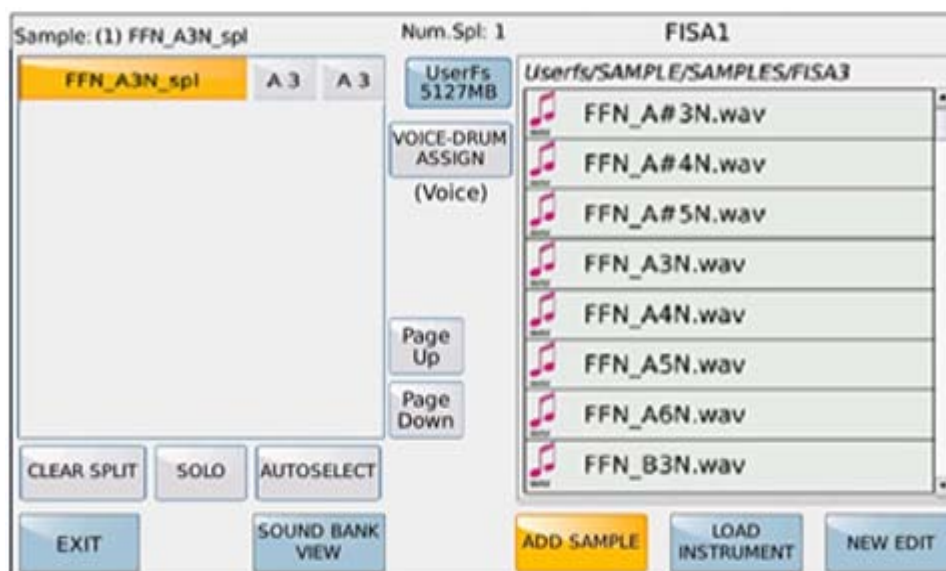 Sample: (1) FFN_A3N_spl
Num.Spl: 1
FISA1
FFN_A3N_spl A 3 A 3
UserFs
5127MB
Userfs/SAMPLE/SAMPLES/FISA3
VOICE-DRUM
ASSIGN
(Voice)
FFN_A#3N.wav
FFN_A#4N.wav
FFN_A#5N.wav
FFN_A3N.wav
FFN_A4N.wav
FFN_A5N.wav
FFN_A6N.wav
FFN_B3N.wav
Page
Up
Page
Down
CLEAR SPLIT
SOLO
AUTOSELECT
EXIT
SOUND BANK
VIEW
ADD SAMPLE
LOAD
INSTRUMENT
NEW EDIT